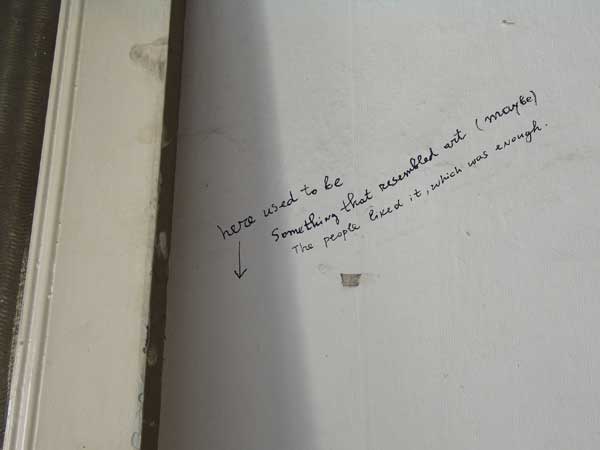 here used to be
something that resembled art (maybe)
The people liked it, which was enough.